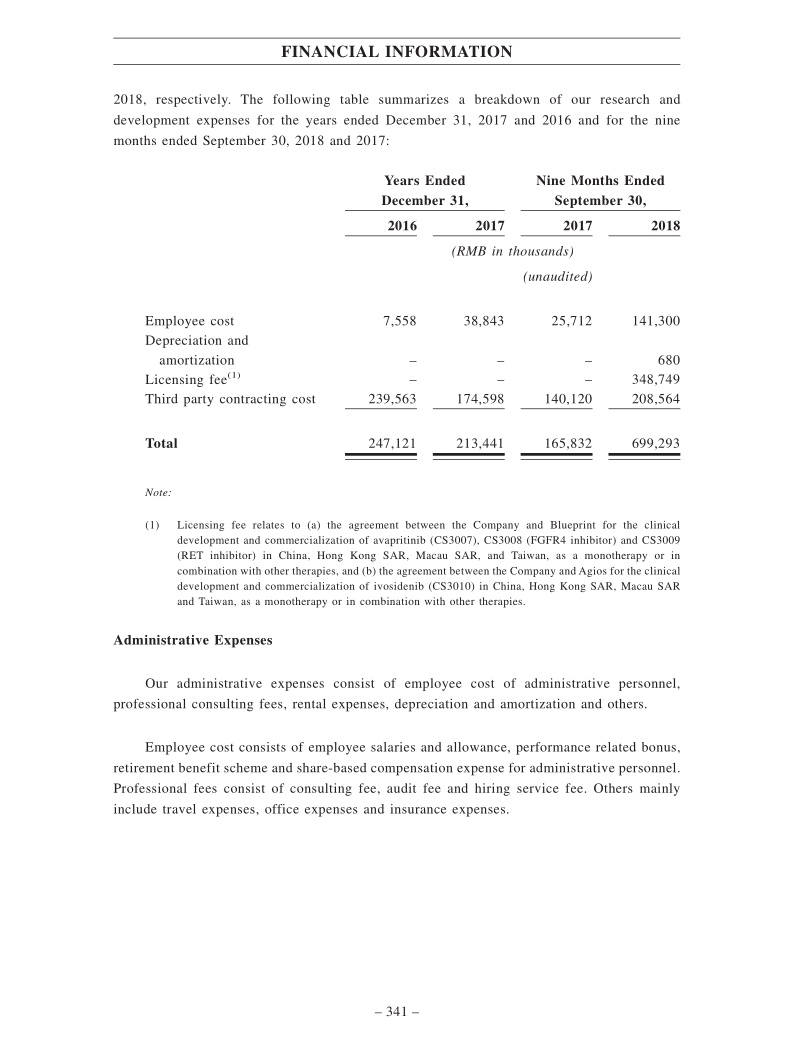 FINANCIAL INFORMATION
2018, respectively. The following table summarizes a breakdown of our research and
development expenses for the years ended December 31, 2017 and 2016 and for the nine
months ended September 30, 2018 and 2017:
Years Ended Nine Months Ended
December 31, September 30,
2016 2017 2017 2018
(RMB in thousands)
(unaudited)
Employee cost 7,558 38,843 25,712 141,300
Depreciation and
amortization – – – 680
Licensing fee(1) – – – 348,749
Third party contracting cost 239,563 174,598 140,120 208,564
Total 247,121 213,441 165,832 699,293
Note:
(1) Licensing fee relates to (a) the agreement between the Company and Blueprint for the clinical
development and commercialization of avapritinib (CS3007), CS3008 (FGFR4 inhibitor) and CS3009
(RET inhibitor) in China, Hong Kong SAR, Macau SAR, and Taiwan, as a monotherapy or in
combination with other therapies, and (b) the agreement between the Company and Agios for the clinical
development and commercialization of ivosidenib (CS3010) in China, Hong Kong SAR, Macau SAR
and Taiwan, as a monotherapy or in combination with other therapies.
Administrative Expenses
Our administrative expenses consist of employee cost of administrative personnel,
professional consulting fees, rental expenses, depreciation and amortization and others.
Employee cost consists of employee salaries and allowance, performance related bonus,
retirement benefit scheme and share-based compensation expense for administrative personnel.
Professional fees consist of consulting fee, audit fee and hiring service fee. Others mainly
include travel expenses, office expenses and insurance expenses.
– 341 –